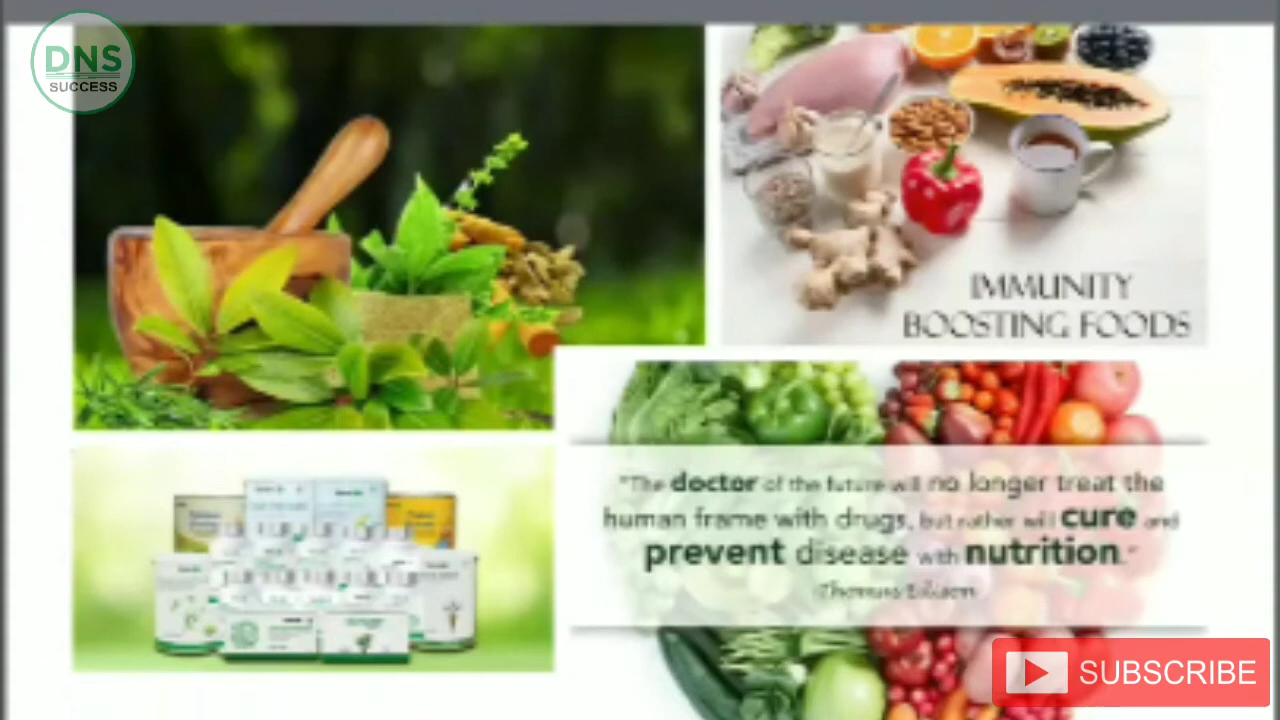 DNS
SUCCESS
IMMUNITY
BOOSTING FOODS
"The doctor of the future will no longer treat the
human frame with drugs, but rather will cure and
prevent disease with nutrition."
-Thomas Edison
SUBSCRIBE